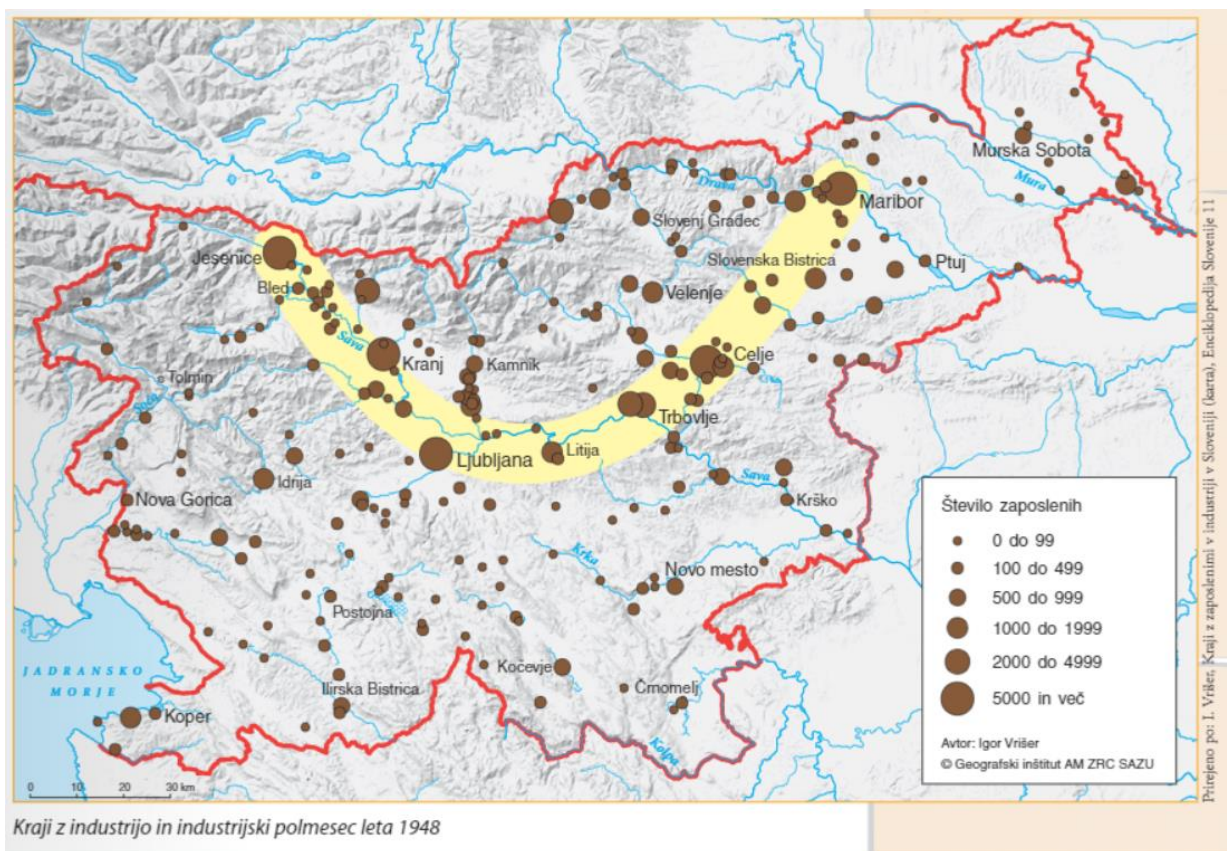 Murska Sobota
Mura
Drava
Maribor
Slovenj Gradec
Jesenice
Slovenska Bistrica
Ptuj
Bled
Velenje
Sava
Kranj
Kamnik
Celje
Tolmin
Soča
Trbovlje
Ljubljana
Litija
Idrija
Sava
Nova Gorica
Krško
Krka
Novo mesto
Postojna
JADRANSKO
MORJE
Kočevje
Ilirska Bistrica
Črnomelj
Koper
Kolpa
0 10 20 30 km
Število zaposlenih
0 do 99
100 do 499
500 do 999
1000 do 1999
2000 do 4999
5000 in več
Avtor: Igor Vrišer
© Geografski inštitut AM ZRC SAZU
Prirejeno po: I. Vrišer, Kraji z zaposlenimi v industriji v Sloveniji (karta), Enciklopedija Slovenije 11
Kraji z industrijo in industrijski polmesec leta 1948